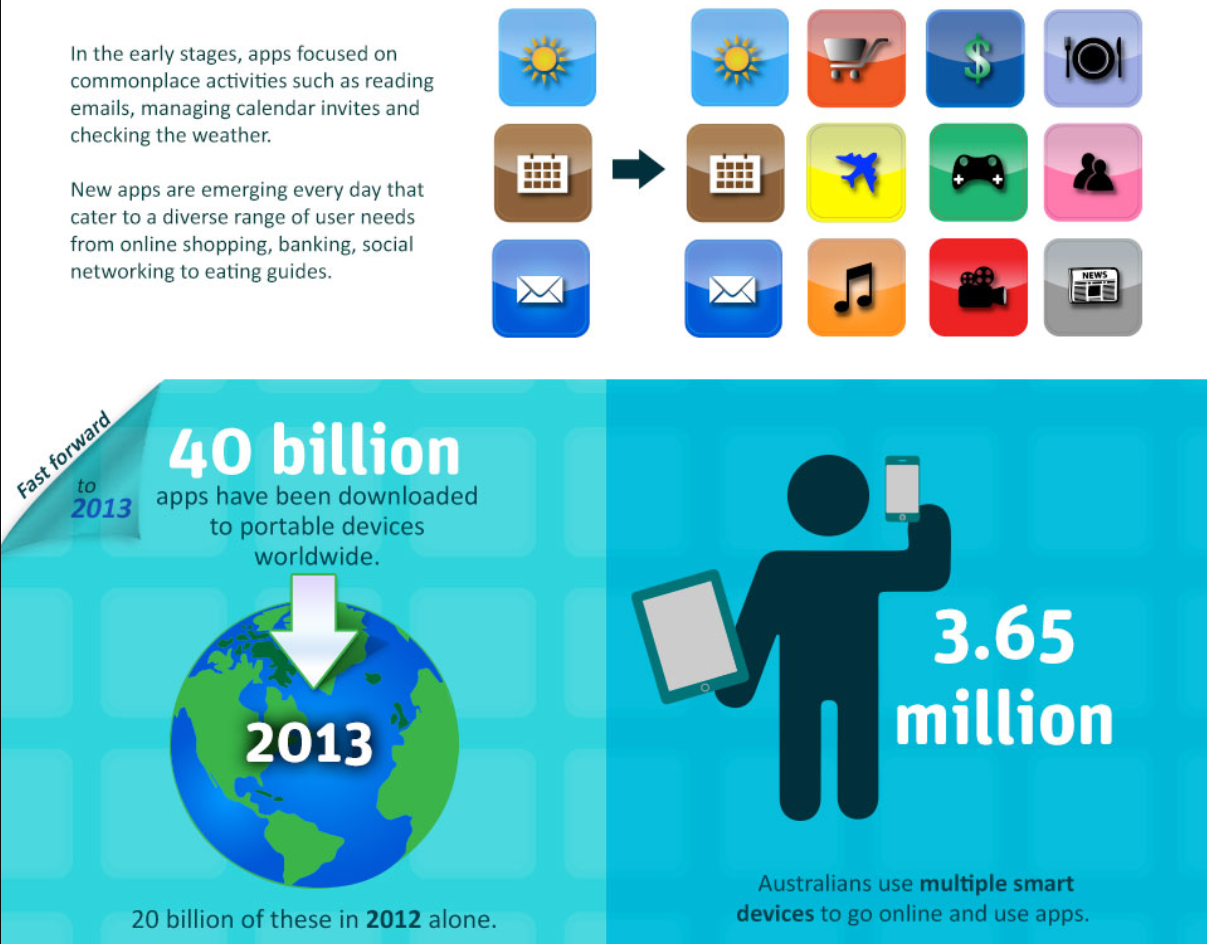 In the early stages, apps focused on
commonplace activities such as reading
emails, managing calendar invites and
checking the weather.
New apps are emerging every day that
cater to a diverse range of user needs
from online shopping, banking, social
networking to eating guides.
$
NEWS
Fast forward
to
2013
40 billion
apps have been downloaded
to portable devices
worldwide.
2013
20 billion of these in 2012 alone.
3.65
million
Australians use multiple smart
devices to go online and use apps.